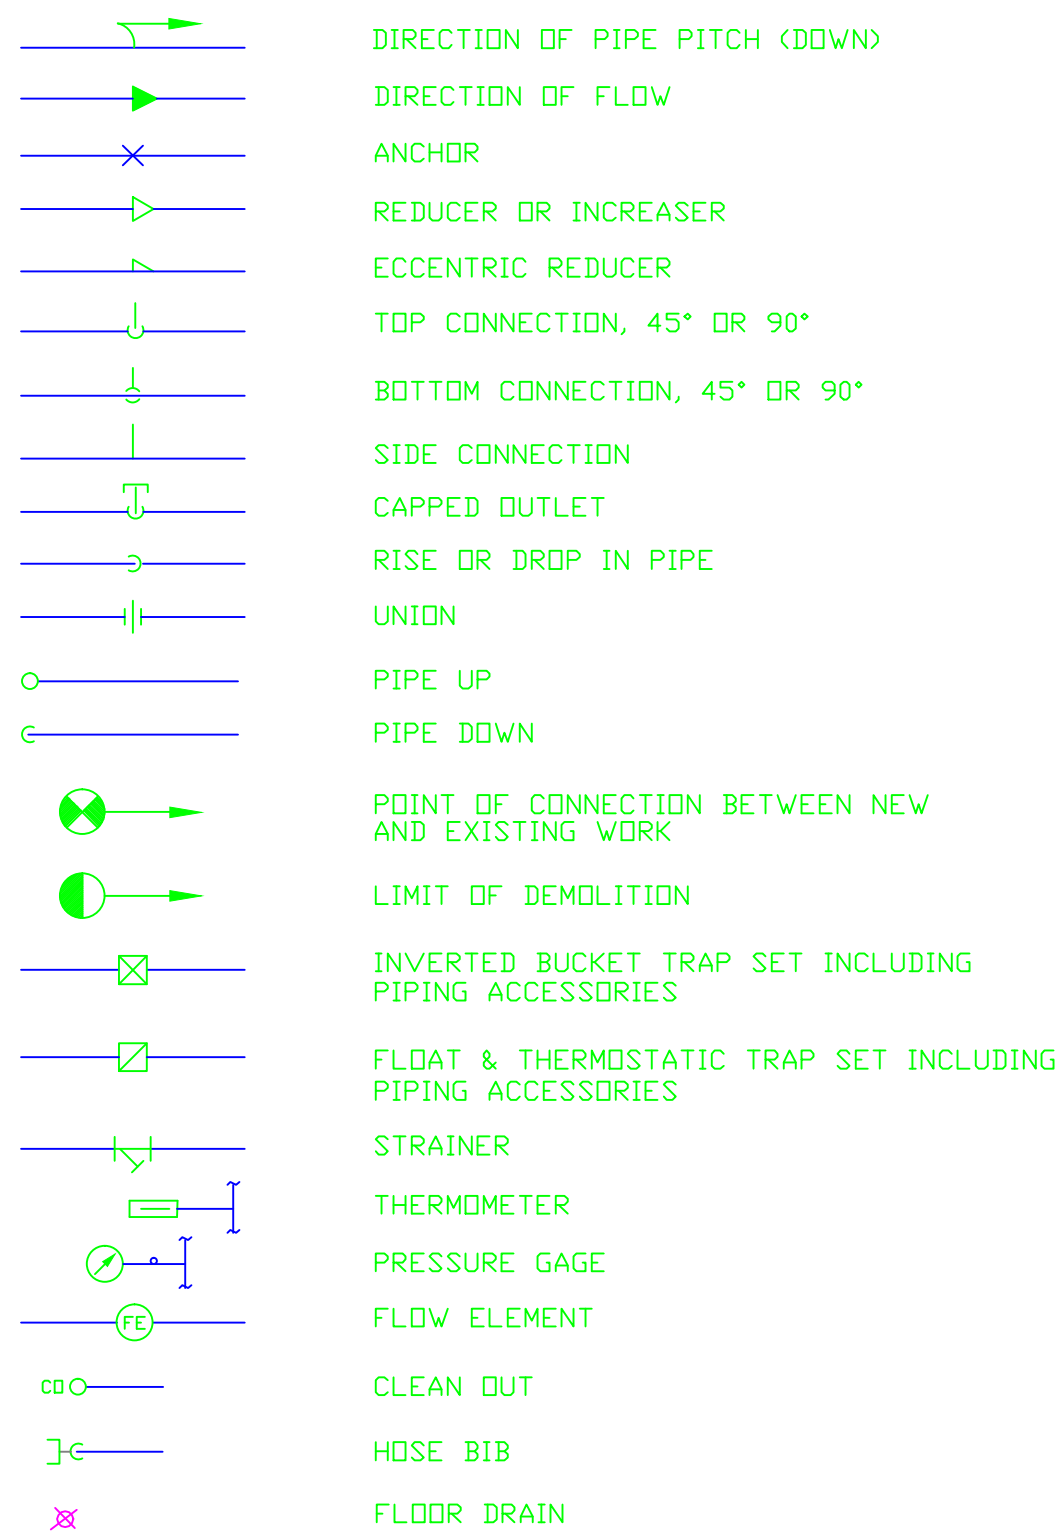 DIRECTION OF PIPE PITCH (DOWN)
DIRECTION OF FLOW
ANCHOR
REDUCER OR INCREASER
ECCENTRIC REDUCER
TOP CONNECTION, 45° OR 90°
BOTTOM CONNECTION, 45° OR 90°
SIDE CONNECTION
CAPPED OUTLET
RISE OR DROP IN PIPE
UNION
PIPE UP
PIPE DOWN
POINT OF CONNECTION BETWEEN NEW
AND EXISTING WORK
LIMIT OF DEMOLITION
INVERTED BUCKET TRAP SET INCLUDING
PIPING ACCESSORIES
FLOAT & THERMOSTATIC TRAP SET INCLUDING
PIPING ACCESSORIES
STRAINER
THERMOMETER
PRESSURE GAGE
FE FLOW ELEMENT
CO CLEAN OUT
HOSE BIB
FLOOR DRAIN